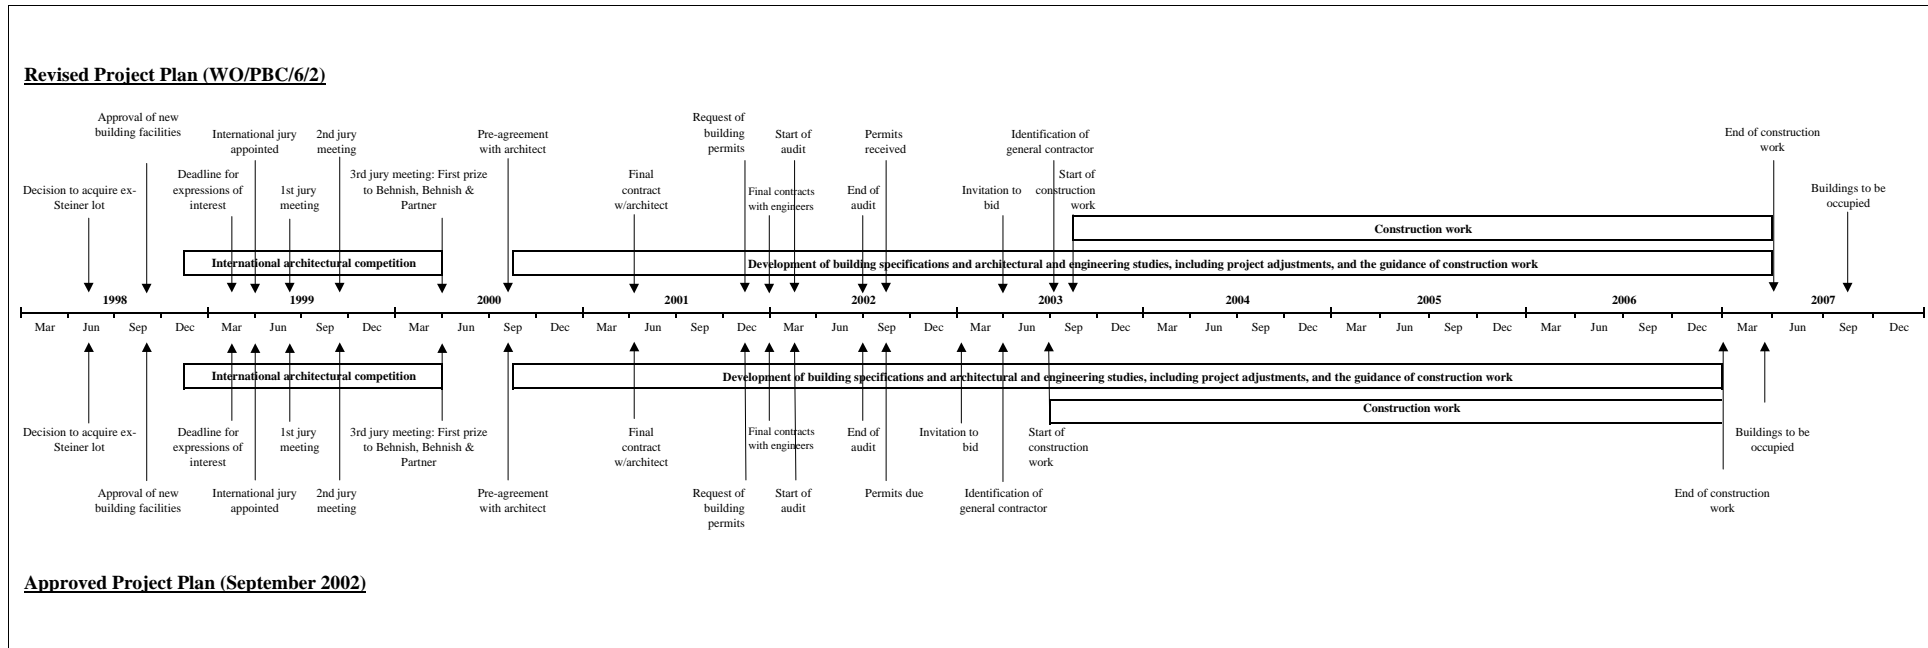 Revised Project Plan (WO/PBC/6/2)
Approval of new
building facilities
International jury
appointed
2nd jury
meeting
Pre-agreement
with architect
Request of
building
permits
Start of
audit
Permits
received
Identification of
general contractor
End of construction
work
Decision to acquire ex-
Steiner lot
Deadline for
expressions of
interest
1st jury
meeting
3rd jury meeting: First prize
to Behnish, Behnish &
Partner
Final
contract
w/architect
Final contracts
with engineers
End of
audit
Invitation to
bid
Start of
construction
work
Buildings to be
occupied
Construction work
International architectural competition
Development of building specifications and architectural and engineering studies, including project adjustments, and the guidance of construction work
1998 1999 2000 2001 2002 2003 2004 2005 2006 2007
Mar Jun Sep Dec Mar Jun Sep Dec Mar Jun Sep Dec Mar Jun Sep Dec Mar Jun Sep Dec Mar Jun Sep Dec Mar Jun Sep Dec Mar Jun Sep Dec Mar Jun Sep Dec Mar Jun Sep Dec
International architectural competition
Development of building specifications and architectural and engineering studies, including project adjustments, and the guidance of construction work
Construction work
Decision to acquire ex-
Steiner lot
Deadline for
expressions of
interest
1st jury
meeting
3rd jury meeting: First prize
to Behnish, Behnish &
Partner
Final
contract
w/architect
Final contracts
with engineers
End of
audit
Invitation to
bid
Start of
construction
work
Buildings to be
occupied
Approval of new
building facilities
International jury
appointed
2nd jury
meeting
Pre-agreement
with architect
Request of
building
permits
Start of
audit
Permits due
Identification of
general contractor
End of construction
work
Approved Project Plan (September 2002)